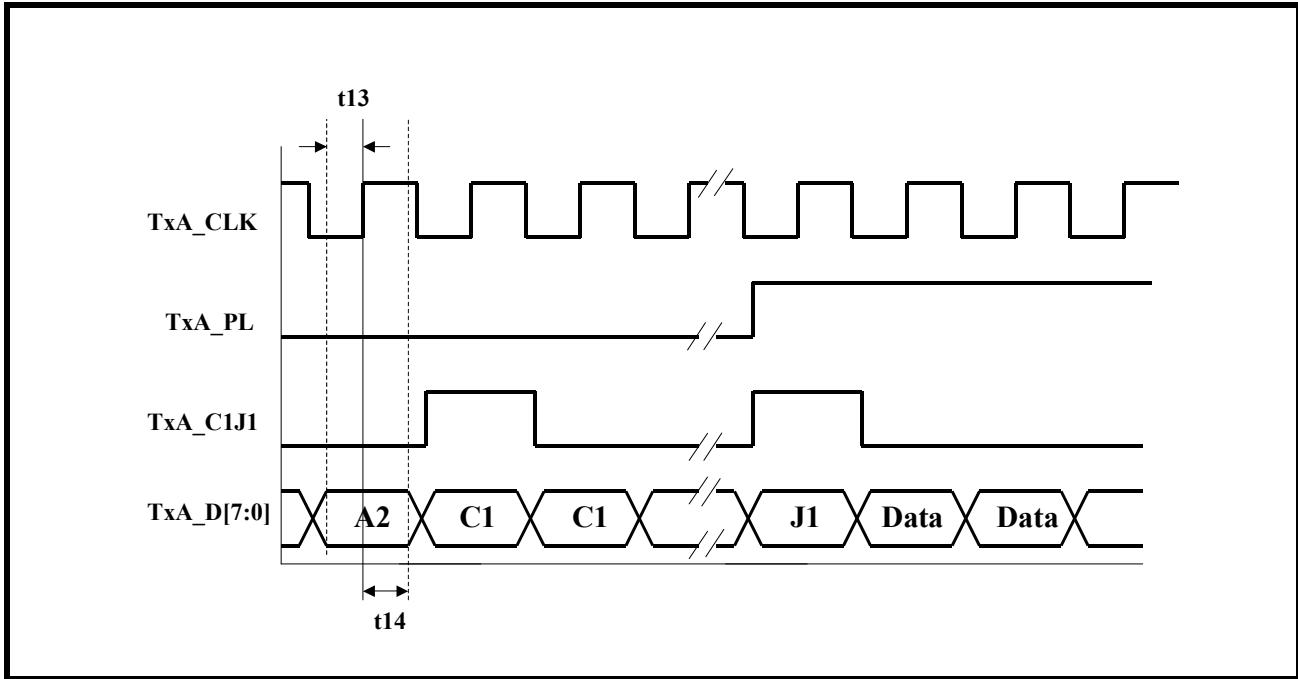 t13
TxA_CLK
TxA_PL
TxA_C1J1
TxA_D[7:0] A2 C1 C1 J1 Data Data
t14